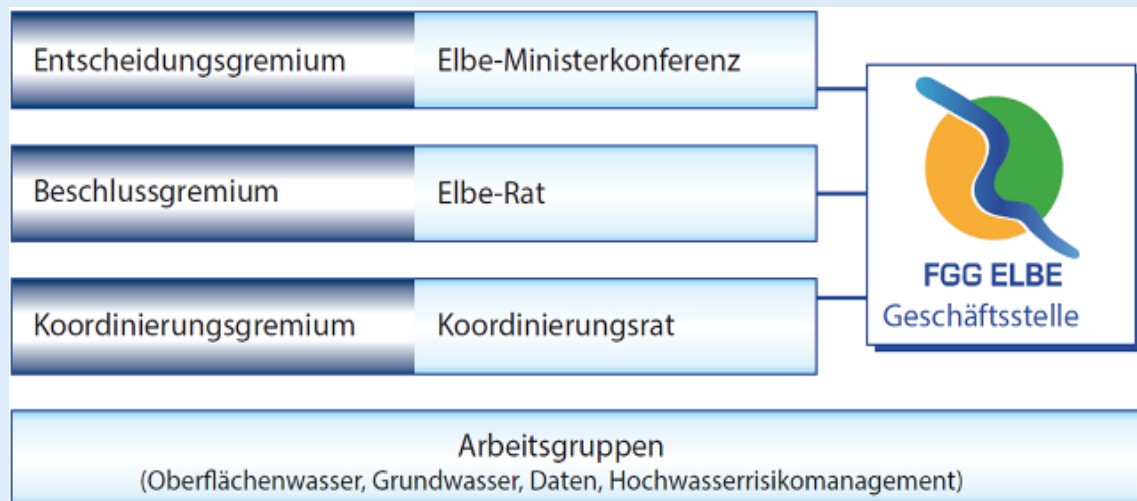 Entscheidungsgremium Elbe-Ministerkonferenz
Beschlussgremium Elbe-Rat
Koordinierungsgremium Koordinierungsrat
FGG ELBE
Geschäftsstelle
Arbeitsgruppen
(Oberflächenwasser, Grundwasser, Daten, Hochwasserrisikomanagement)